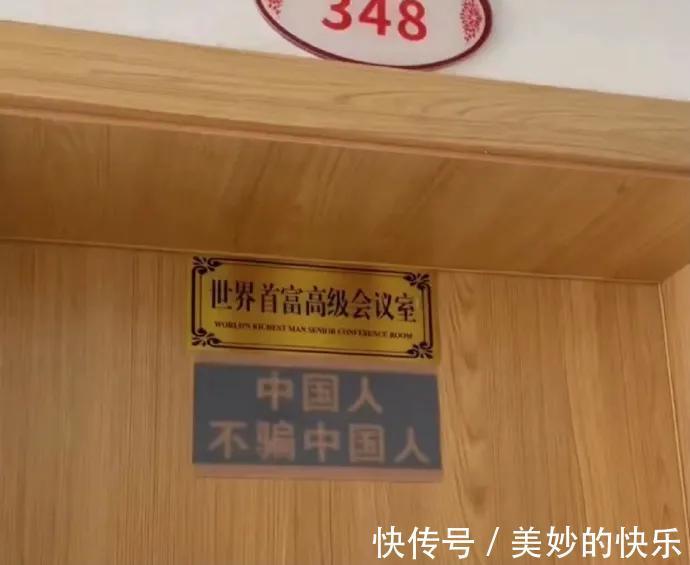 348
世界首富高级会议室
WORLD'S RICHEST MAN SENIOR CONFERENCE ROOM
中国人
不骗中国人
快传号 / 美妙的快乐